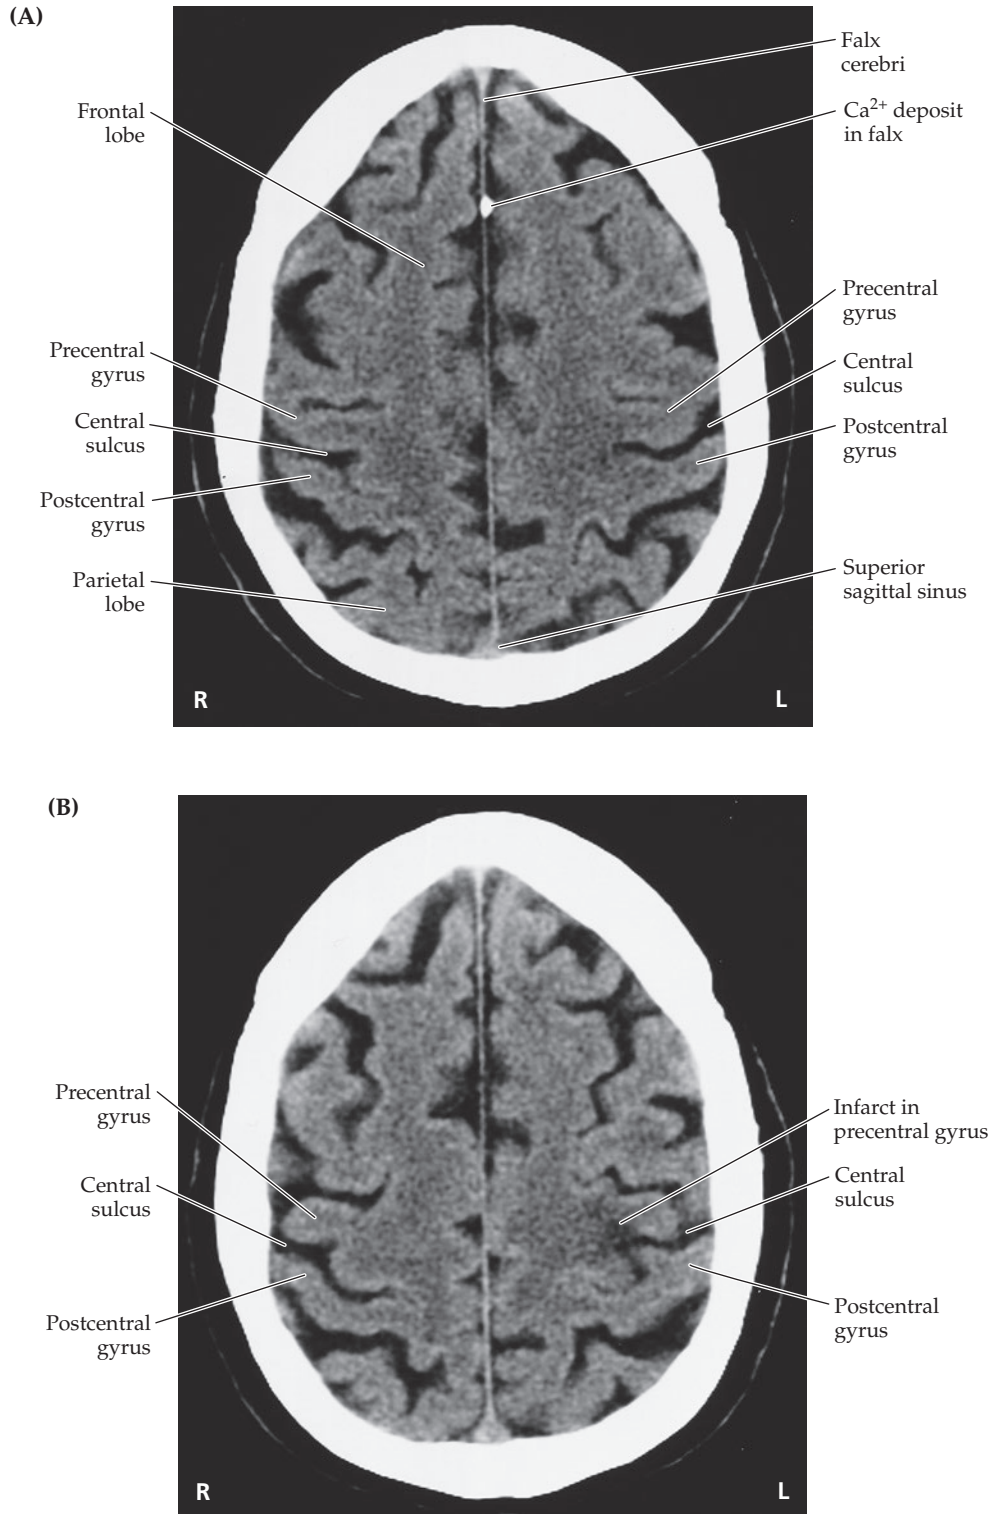 (A)
Falx
cerebri
Ca²⁺ deposit
in falx
Frontal
lobe
Precentral
gyrus
Precentral
gyrus
Central
sulcus
Central
sulcus
Postcentral
gyrus
Postcentral
gyrus
Parietal
lobe
Superior
sagittal sinus
R
L
(B)
Precentral
gyrus
Infarct in
precentral gyrus
Central
sulcus
Central
sulcus
Postcentral
gyrus
Postcentral
gyrus
R
L